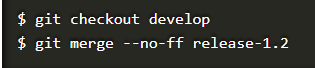 $ git checkout develop
$ git merge --no-ff release-1.2